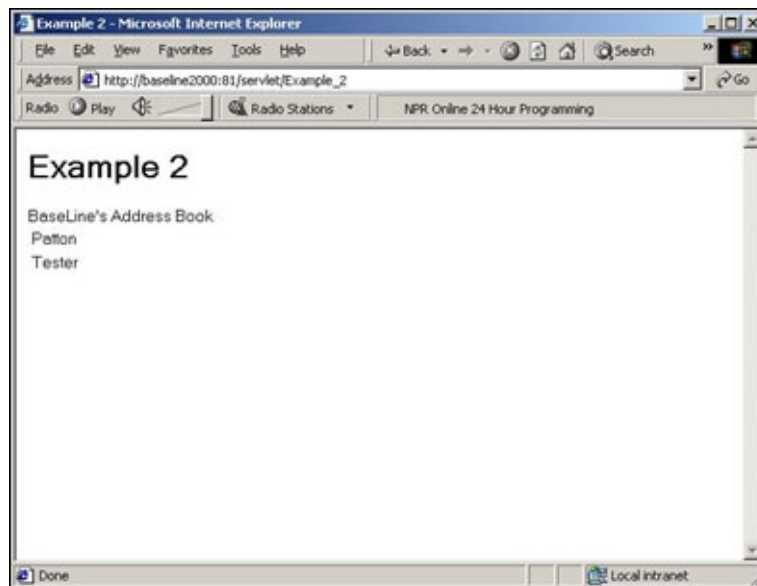 Example 2 - Microsoft Internet Explorer
File Edit View Favorites Tools Help Back Search »
Address http://baseline2000:81/servlet/Example_2 Go
Radio Play Radio Stations NPR Online 24 Hour Programming
Example 2
BaseLine's Address Book
Patton
Tester
Done Local intranet